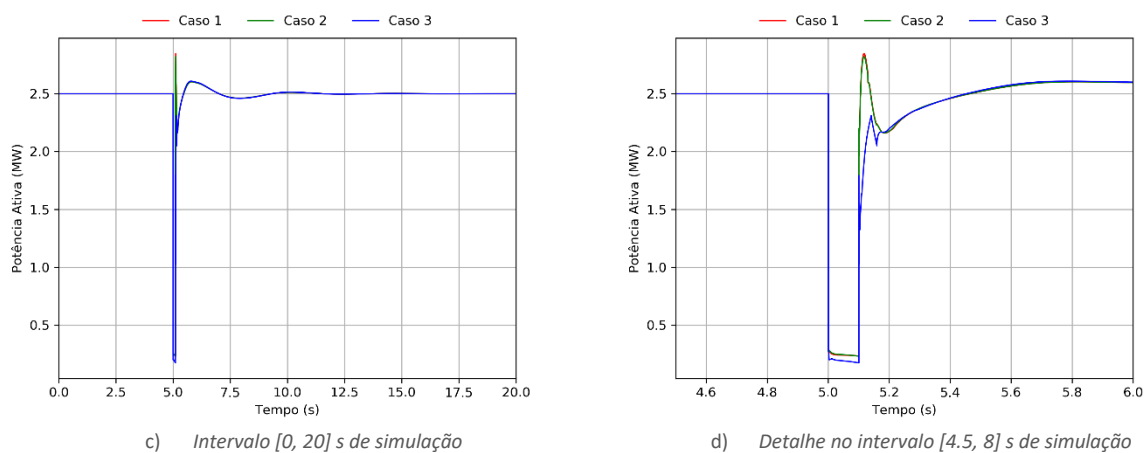 Caso 1 Caso 2 Caso 3
Potência Ativa (MW)
2.5
2.0
1.5
1.0
0.5
0.0 2.5 5.0 7.5 10.0 12.5 15.0 17.5 20.0
Tempo (s)
c) Intervalo [0, 20] s de simulação
Caso 1 Caso 2 Caso 3
Potência Ativa (MW)
2.5
2.0
1.5
1.0
0.5
4.6 4.8 5.0 5.2 5.4 5.6 5.8 6.0
Tempo (s)
d) Detalhe no intervalo [4.5, 8] s de simulação